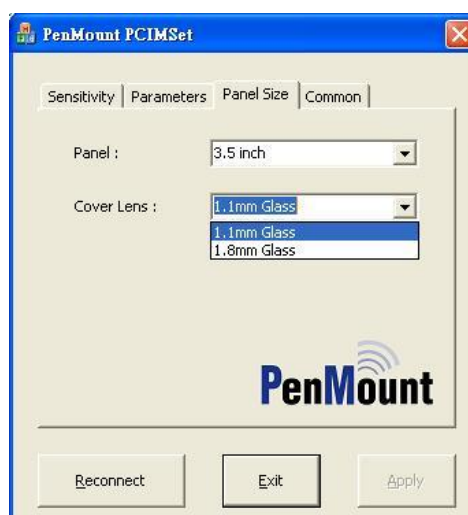 PenMount PCIMSet
Sensitivity Parameters Panel Size Common
Panel : 3.5 inch
Cover Lens : 1.1mm Glass
1.1mm Glass
1.8mm Glass
PenMount
Reconnect Exit Apply